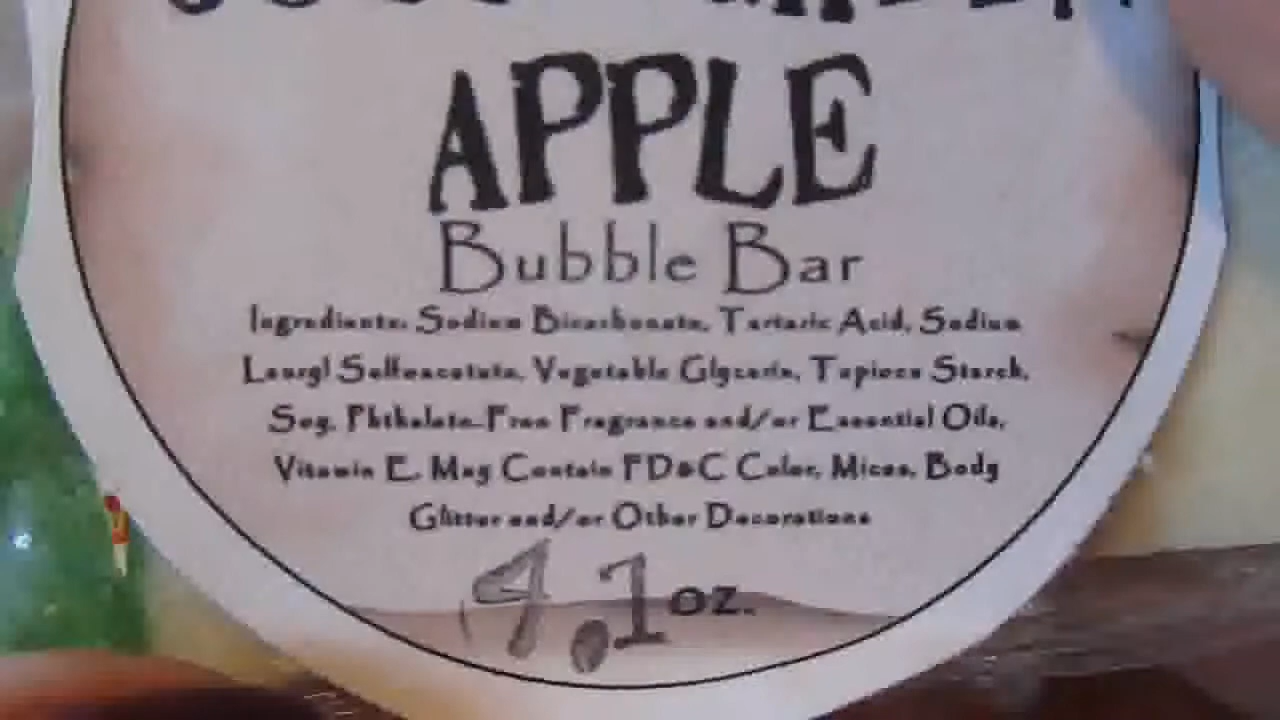 APPLE
Bubble Bar
Ingredients: Sodium Bicarbonate, Tartaric Acid, Sodium
Lauryl Sulfoacetate, Vegetable Glycerin, Tapioca Starch,
Soy, Phthalate-Free Fragrance and/or Essential Oils,
Vitamin E. May Contain FD&C Color, Micas, Body
Glitter and/or Other Decorations
4.1 oz.